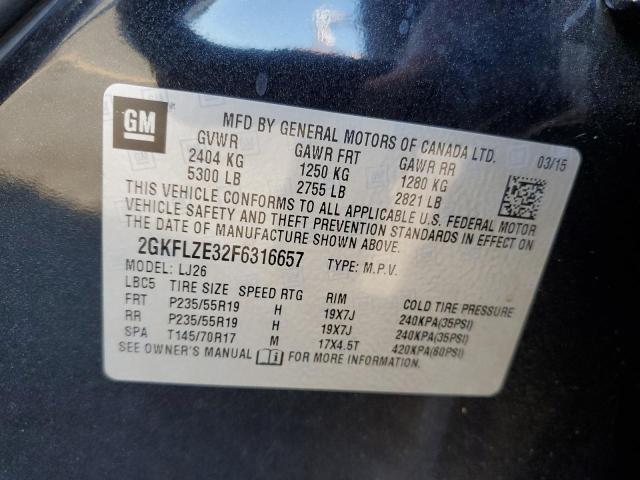 GM
MFD BY GENERAL MOTORS OF CANADA LTD.
03/15
GVWR GAWR FRT GAWR RR
2404 KG 1250 KG 1280 KG
5300 LB 2755 LB 2821 LB
THIS VEHICLE CONFORMS TO ALL APPLICABLE U.S. FEDERAL MOTOR
VEHICLE SAFETY AND THEFT PREVENTION STANDARDS IN EFFECT ON
THE DATE OF MANUFACTURE SHOWN ABOVE.
2GKFLZE32F6316657 TYPE: M.P.V.
MODEL: LJ26
LBC5 TIRE SIZE SPEED RTG RIM COLD TIRE PRESSURE
FRT P235/55R19 H 19X7J 240KPA(35PSI)
RR P235/55R19 H 19X7J 240KPA(35PSI)
SPA T145/70R17 M 17X4.5T 420KPA(60PSI)
SEE OWNER'S MANUAL FOR MORE INFORMATION.